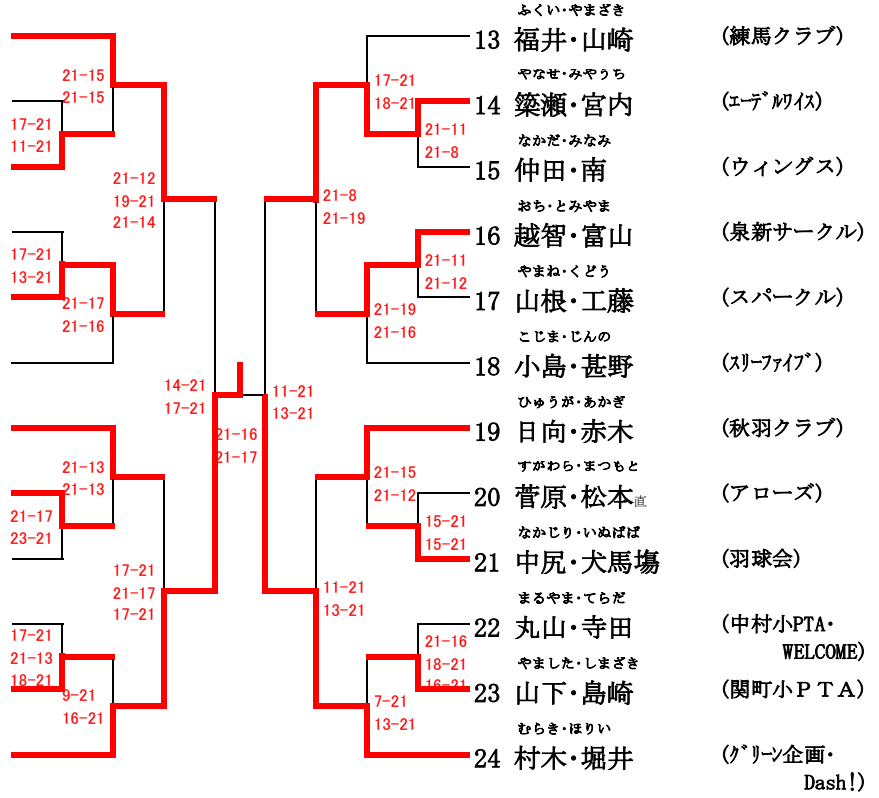 ふくい・やまざき
13 福井・山崎 (練馬クラブ)
やなせ・みやうち
14 簗瀬・宮内 (エーデルワイス)
なかだ・みなみ
15 仲田・南 (ウィングス)
おち・とみやま
16 越智・富山 (泉新サークル)
やまね・くどう
17 山根・工藤 (スパークル)
こじま・じんの
18 小島・甚野 (スリーファイブ)
ひゅうが・あかぎ
19 日向・赤木 (秋羽クラブ)
すがわら・まつもと
20 菅原・松本直 (アローズ)
なかじり・いぬばば
21 中尻・犬馬塲 (羽球会)
まるやま・てらだ
22 丸山・寺田 (中村小PTA・
WELCOME)
やました・しまざき
23 山下・島崎 (関町小ＰＴＡ)
むらき・ほりい
24 村木・堀井 (グリーン企画・
Dash!)
21-15
21-15
17-21
11-21
21-12
19-21
21-14
17-21
13-21
21-17
21-16
14-21
17-21
21-16
21-17
21-13
21-13
21-17
23-21
17-21
21-17
17-21
17-21
21-13
18-21
9-21
16-21
17-21
18-21
21-11
21-8
21-8
21-19
21-11
21-12
21-19
21-16
11-21
13-21
21-15
21-12
15-21
15-21
11-21
13-21
21-16
18-21
16-21
7-21
13-21